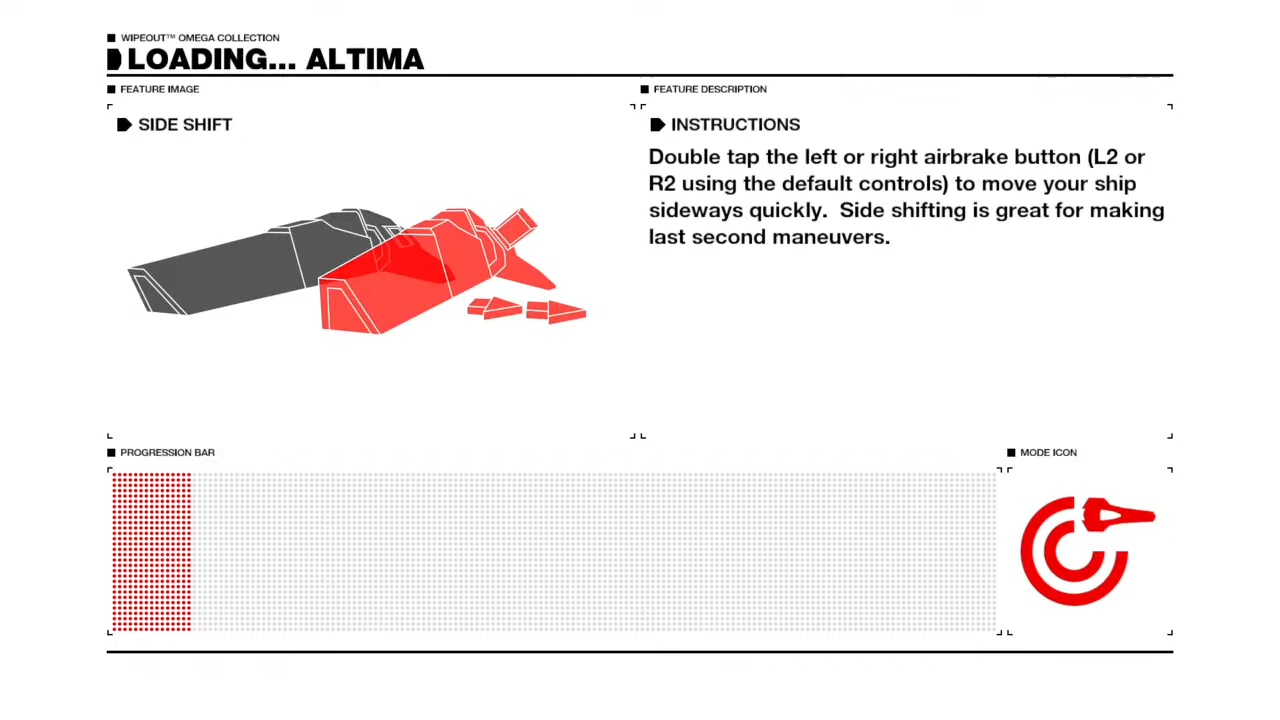 WIPEOUT™ OMEGA COLLECTION
LOADING... ALTIMA
FEATURE IMAGE
SIDE SHIFT
FEATURE DESCRIPTION
INSTRUCTIONS
Double tap the left or right airbrake button (L2 or
R2 using the default controls) to move your ship
sideways quickly.  Side shifting is great for making
last second maneuvers.
PROGRESSION BAR
MODE ICON